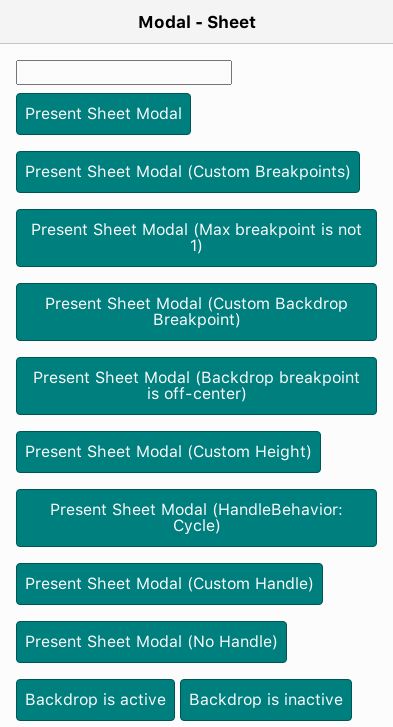 Modal - Sheet
Present Sheet Modal
Present Sheet Modal (Custom Breakpoints)
Present Sheet Modal (Max breakpoint is not
1)
Present Sheet Modal (Custom Backdrop
Breakpoint)
Present Sheet Modal (Backdrop breakpoint
is off-center)
Present Sheet Modal (Custom Height)
Present Sheet Modal (HandleBehavior:
Cycle)
Present Sheet Modal (Custom Handle)
Present Sheet Modal (No Handle)
Backdrop is active Backdrop is inactive